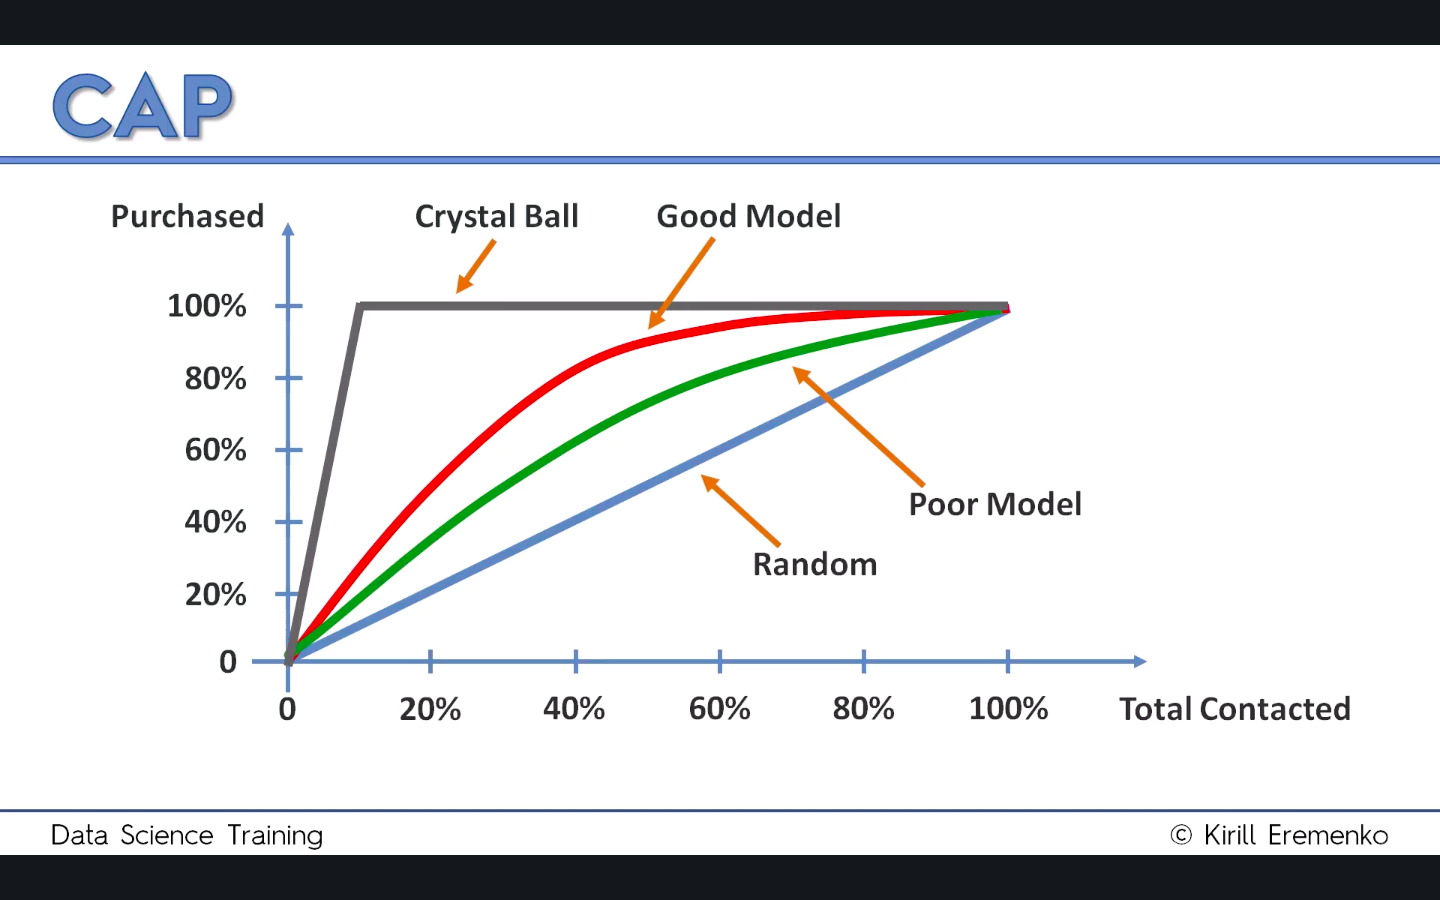 CAP
Purchased
Crystal Ball
Good Model
100%
80%
60%
40%
20%
0
Poor Model
Random
0 20% 40% 60% 80% 100% Total Contacted
Data Science Training
© Kirill Eremenko